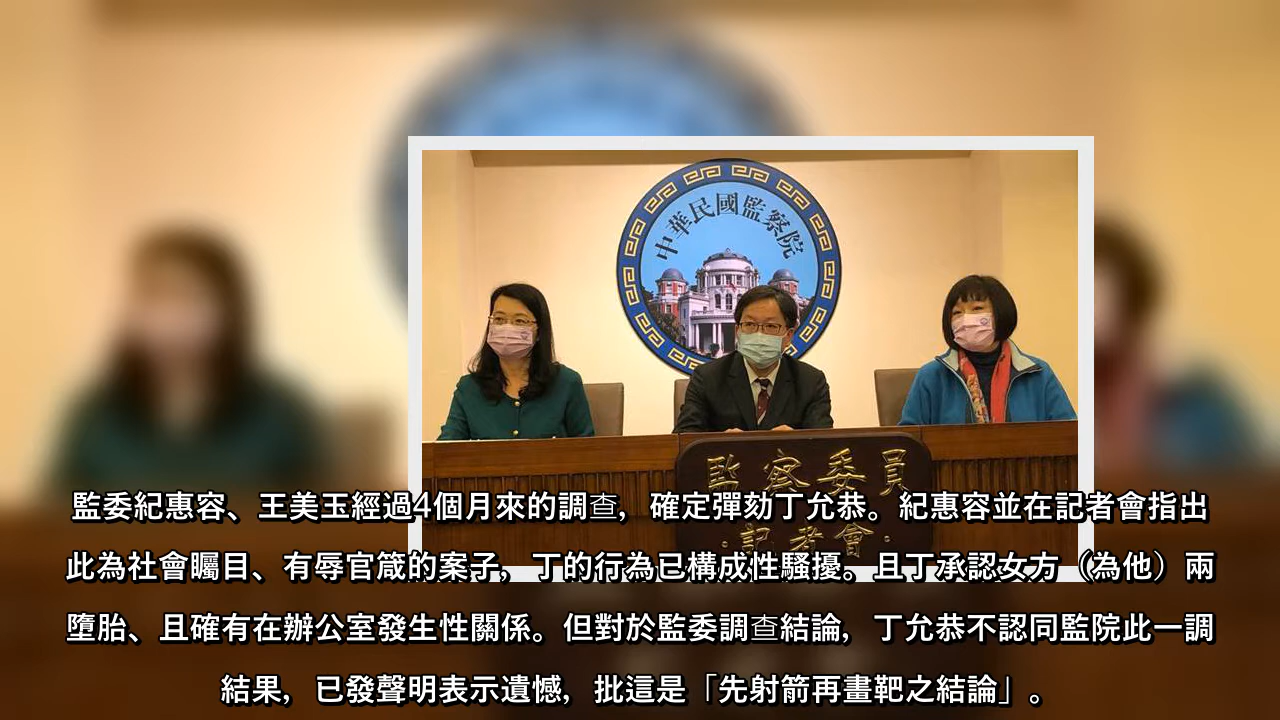 中華民國監察院
監察委員
·記者會·
監委紀惠容、王美玉經過4個月來的調查，確定彈劾丁允恭。紀惠容並在記者會指出
此為社會矚目、有辱官箴的案子，丁的行為已構成性騷擾。且丁承認女方（為他）兩
墮胎、且確有在辦公室發生性關係。但對於監委調查結論，丁允恭不認同監院此一調
結果，已發聲明表示遺憾，批這是「先射箭再畫靶之結論」。